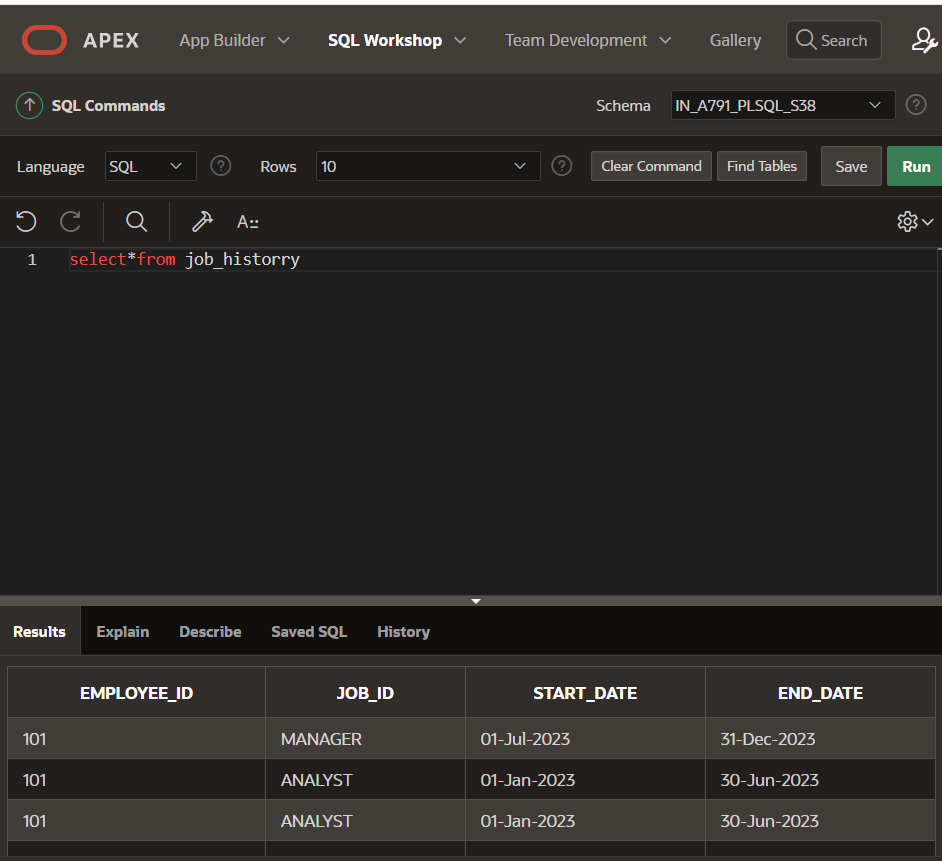 APEX App Builder SQL Workshop Team Development Gallery Search
SQL Commands Schema IN_A791_PLSQL_S38 ?
Language SQL ? Rows 10 ? Clear Command Find Tables Save Run
A::
1 select*from job_historry
Results Explain Describe Saved SQL History
EMPLOYEE_ID JOB_ID START_DATE END_DATE
101 MANAGER 01-Jul-2023 31-Dec-2023
101 ANALYST 01-Jan-2023 30-Jun-2023
101 ANALYST 01-Jan-2023 30-Jun-2023